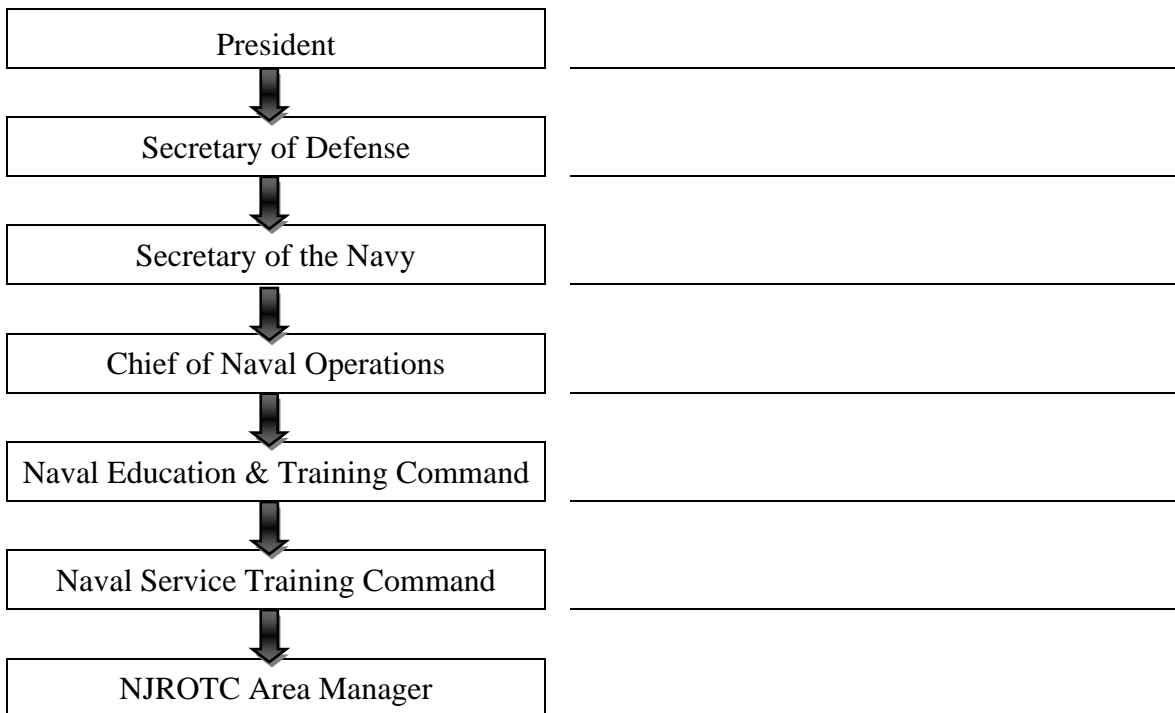 President
Secretary of Defense
Secretary of the Navy
Chief of Naval Operations
Naval Education & Training Command
Naval Service Training Command
NJROTC Area Manager